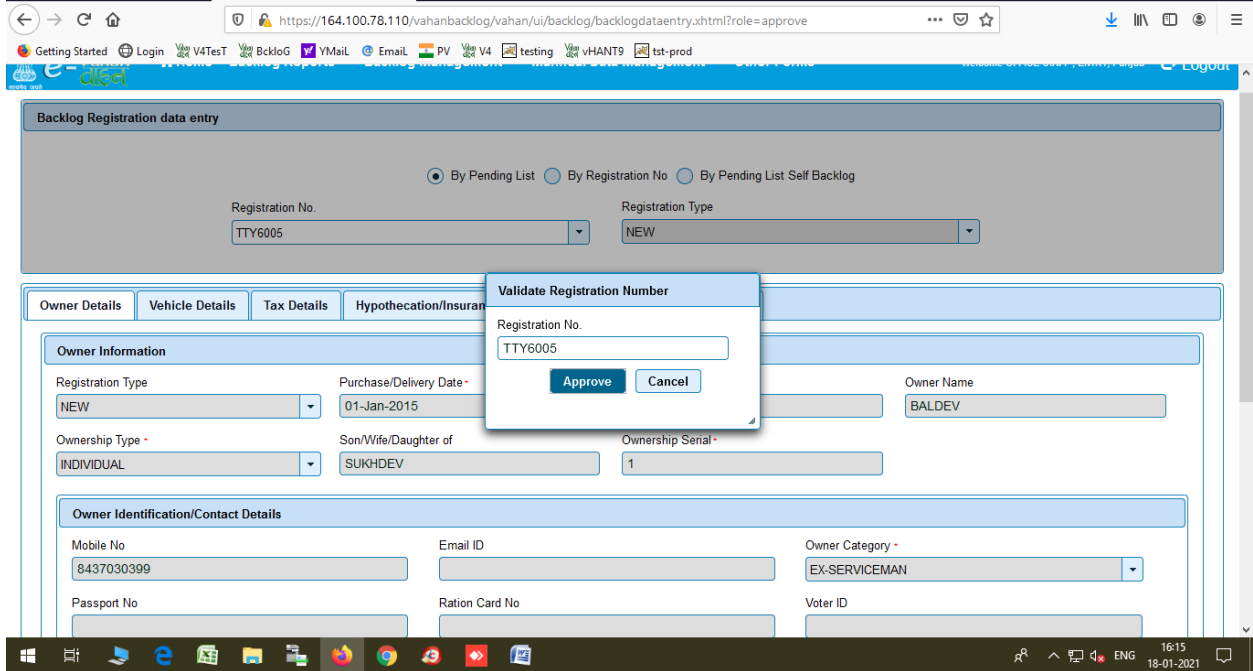 https://164.100.78.110/vahanbacklog/vahan/ui/backlog/backlogdataentry.xhtml?role=approve
Getting Started Login V4TesT BckloG YMaiL EmaiL PV V4 testing vHANT9 tst-prod
Logout
Backlog Registration data entry
By Pending List By Registration No By Pending List Self Backlog
Registration No. Registration Type
TTY6005 NEW
Validate Registration Number
Registration No.
TTY6005
Approve Cancel
Owner Details Vehicle Details Tax Details Hypothecation/Insuran
Owner Information
Registration Type Purchase/Delivery Date* Owner Name
NEW 01-Jan-2015 BALDEV
Ownership Type * Son/Wife/Daughter of Ownership Serial*
INDIVIDUAL SUKHDEV 1
Owner Identification/Contact Details
Mobile No Email ID Owner Category *
8437030399 EX-SERVICEMAN
Passport No Ration Card No Voter ID
ENG 16:15
18-01-2021